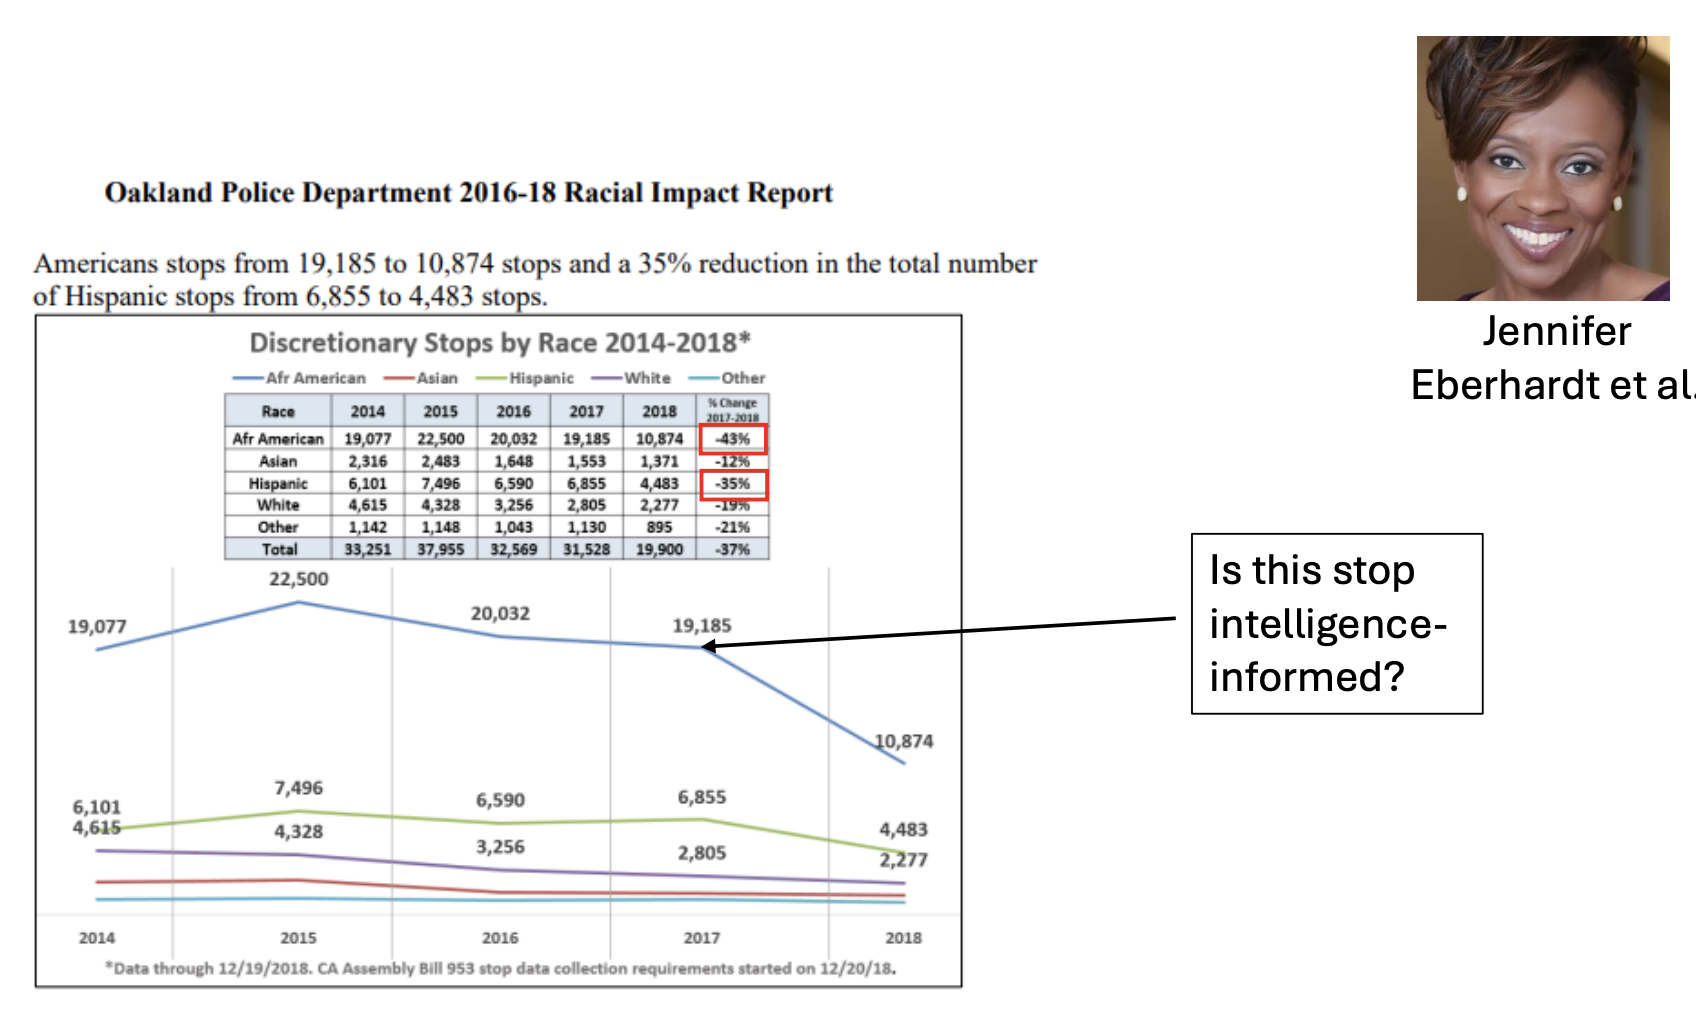 Oakland Police Department 2016-18 Racial Impact Report
Americans stops from 19,185 to 10,874 stops and a 35% reduction in the total number
of Hispanic stops from 6,855 to 4,483 stops.
Discretionary Stops by Race 2014-2018*
Afr American Asian Hispanic White Other
Race 2014 2015 2016 2017 2018 % Change 2017-2018
Afr American 19,077 22,500 20,032 19,185 10,874 -43%
Asian 2,316 2,483 1,648 1,553 1,371 -12%
Hispanic 6,101 7,496 6,590 6,855 4,483 -35%
White 4,615 4,328 3,256 2,805 2,277 -19%
Other 1,142 1,148 1,043 1,130 895 -21%
Total 33,251 37,955 32,569 31,528 19,900 -37%
19,077 22,500 20,032 19,185 10,874
6,101 7,496 6,590 6,855 4,483
4,615 4,328 3,256 2,805 2,277
2014 2015 2016 2017 2018
*Data through 12/19/2018. CA Assembly Bill 953 stop data collection requirements started on 12/20/18.
Jennifer
Eberhardt et al.
Is this stop
intelligence-
informed?